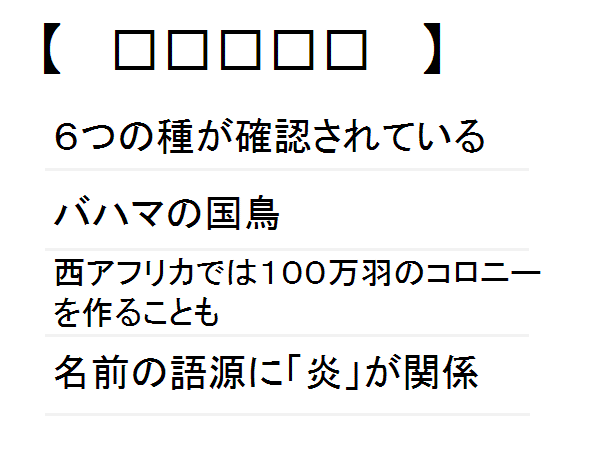 【 □□□□□ 】
６つの種が確認されている
バハマの国鳥
西アフリカでは１００万羽のコロニー
を作ることも
名前の語源に「炎」が関係